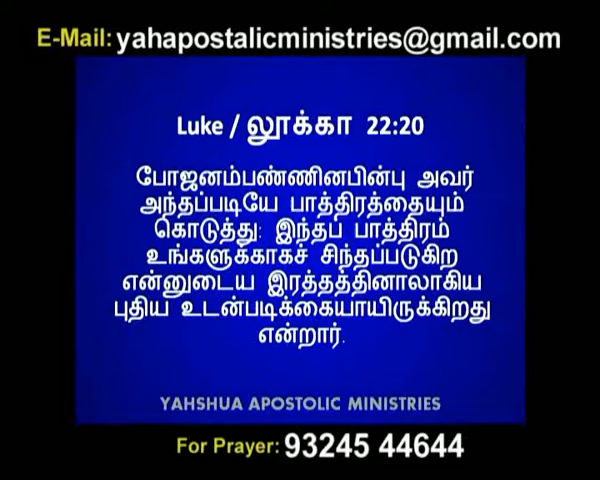 E-Mail: yahapostalicministries@gmail.com
Luke / லூக்கா 22:20
போஜனம்பண்ணினபின்பு அவர்
அந்தப்படியே பாத்திரத்தையும்
கொடுத்து: இந்தப் பாத்திரம்
உங்களுக்காகச் சிந்தப்படுகிற
என்னுடைய இரத்தத்தினாலாகிய
புதிய உடன்படிக்கையாயிருக்கிறது
என்றார்.
YAHSHUA APOSTOLIC MINISTRIES
For Prayer: 93245 44644